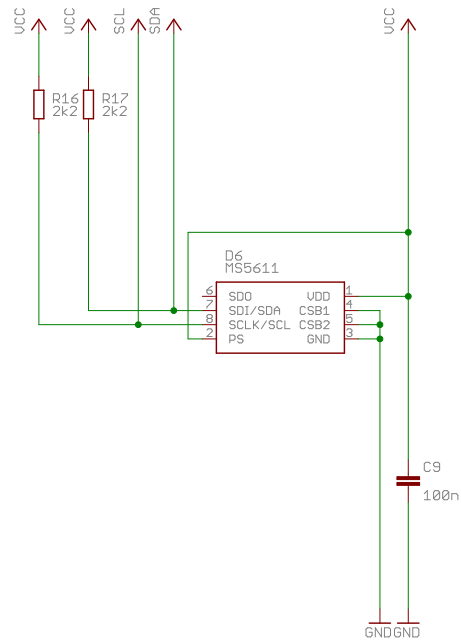 VCC
VCC
SCL
SDA
VCC
R16
2k2
R17
2k2
D6
MS5611
6 SDO VDD 1
7 SDI/SDA CSB1 4
8 SCLK/SCL CSB2 5
2 PS GND 3
C9
100n
GND GND